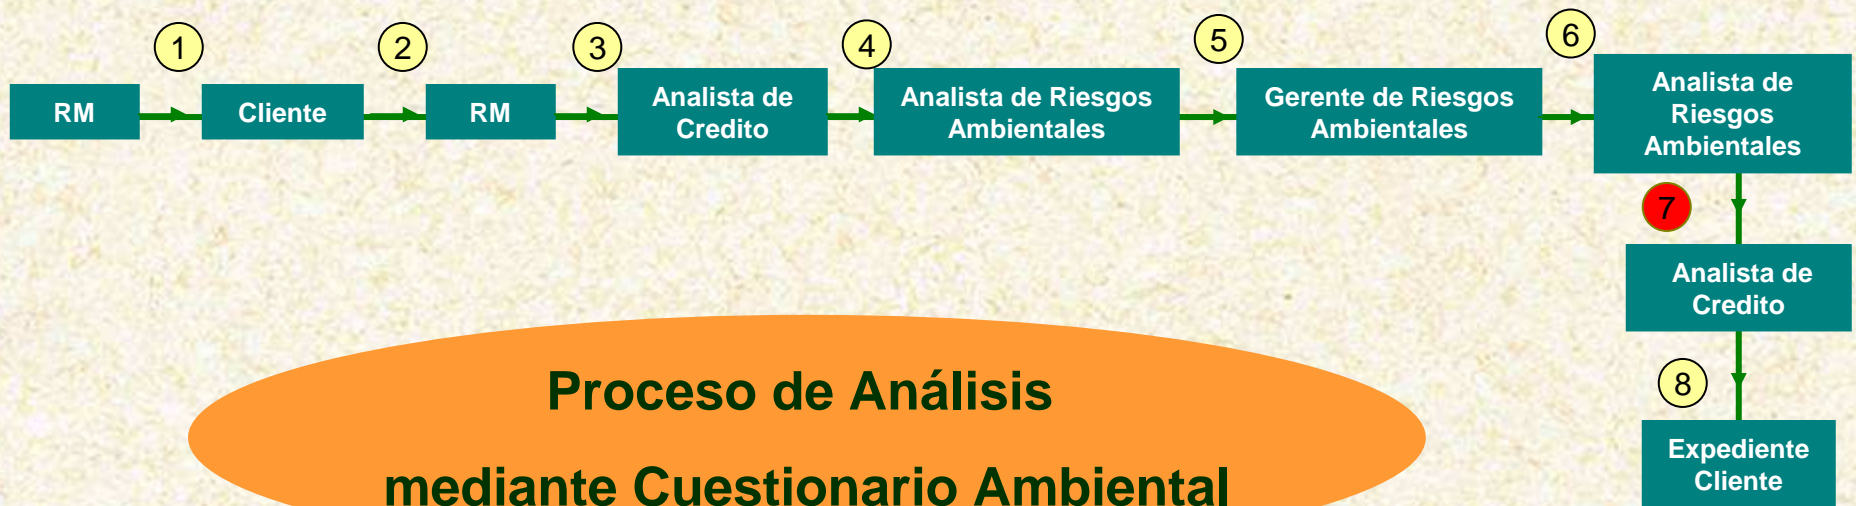 1
2
3
4
5
6
RM
Cliente
RM
Analista de
Credito
Analista de Riesgos
Ambientales
Gerente de Riesgos
Ambientales
Analista de
Riesgos
Ambientales
7
Analista de
Credito
8
Expediente
Cliente
Proceso de Análisis
mediante Cuestionario Ambiental